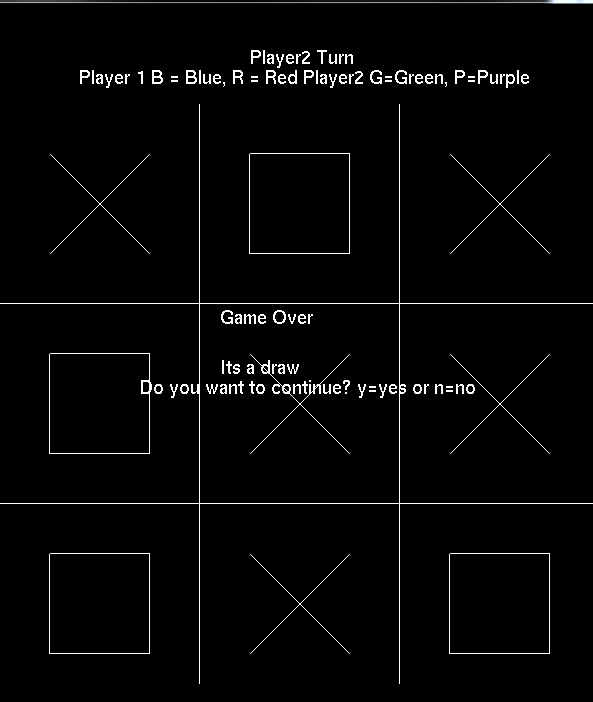 Player2 Turn
Player 1 B = Blue, R = Red Player2 G=Green, P=Purple
Game Over
Its a draw
Do you want to continue? y=yes or n=no